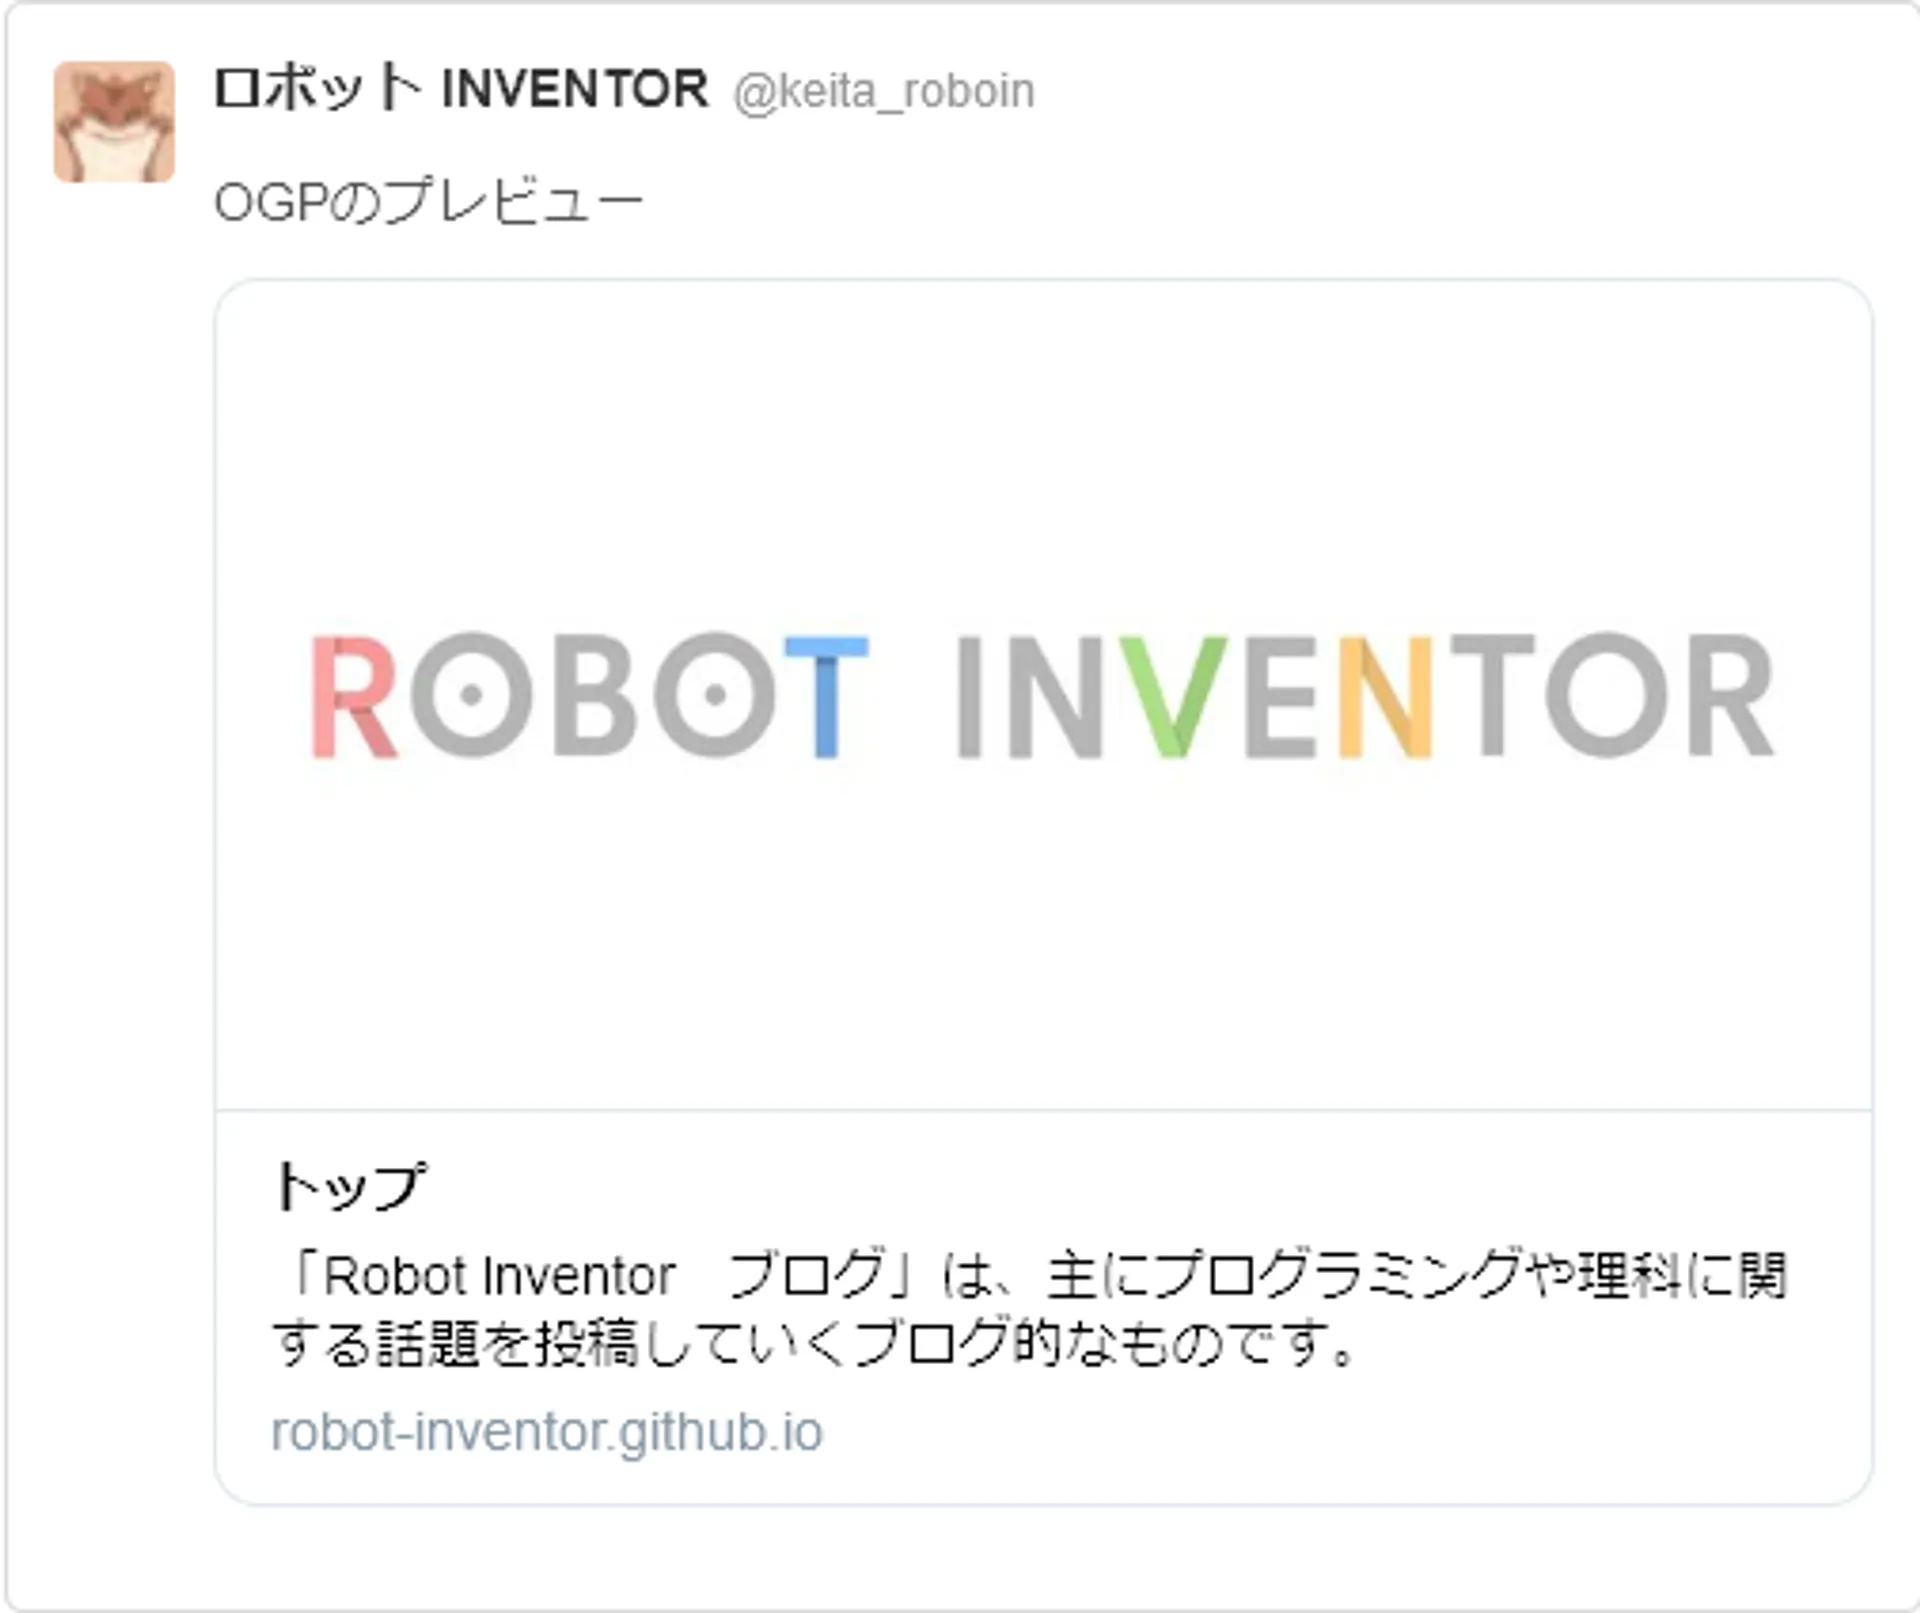 ロボット INVENTOR @keita_roboin
OGPのプレビュー
ROBOT INVENTOR
トップ
「Robot Inventor　ブログ」は、主にプログラミングや理科に関
する話題を投稿していくブログ的なものです。
robot-inventor.github.io